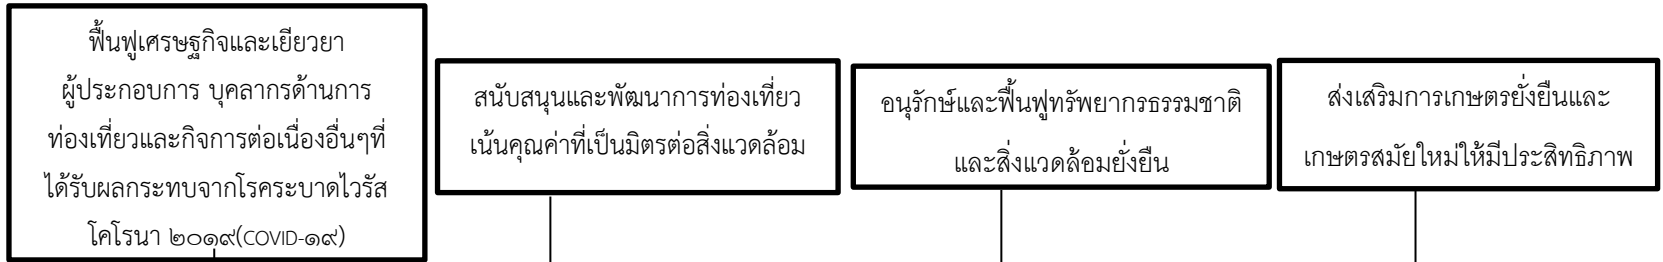 ฟื้นฟูเศรษฐกิจและเยียวยา
ผู้ประกอบการ บุคลากรด้านการ
ท่องเที่ยวและกิจการต่อเนื่องอื่นๆที่
ได้รับผลกระทบจากโรคระบาดไวรัส
โคโรนา ๒๐๑๙(COVID-๑๙)
สนับสนุนและพัฒนาการท่องเที่ยว
เน้นคุณค่าที่เป็นมิตรต่อสิ่งแวดล้อม
อนุรักษ์และฟื้นฟูทรัพยากรธรรมชาติ
และสิ่งแวดล้อมยั่งยืน
ส่งเสริมการเกษตรยั่งยืนและ
เกษตรสมัยใหม่ให้มีประสิทธิภาพ